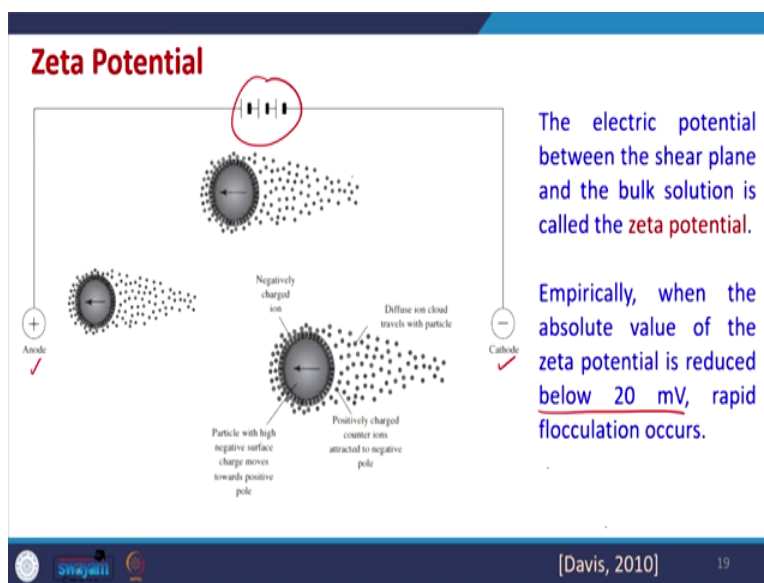 Zeta Potential
The electric potential
between the shear plane
and the bulk solution is
called the zeta potential.
Empirically, when the
absolute value of the
zeta potential is reduced
below 20 mV, rapid
flocculation occurs.
Negatively
charged
ion
Diffuse ion cloud
travels with particle
+
Anode
−
Cathode
Particle with high
negative surface
charge moves
towards positive
pole
Positively charged
counter ions
attracted to negative
pole
swayam
[Davis, 2010]
19